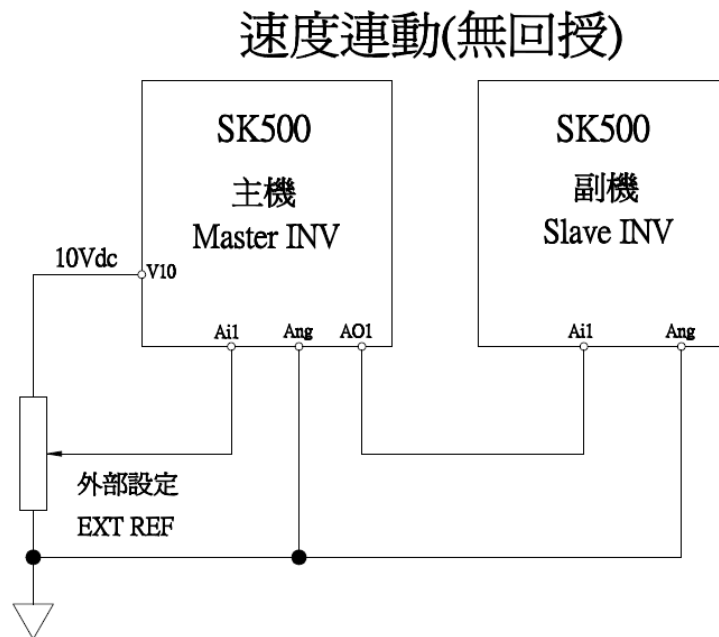 速度連動(無回授)
SK500
主機
Master INV
SK500
副機
Slave INV
10Vdc
V10
Ai1
Ang
AO1
Ai1
Ang
外部設定
EXT REF